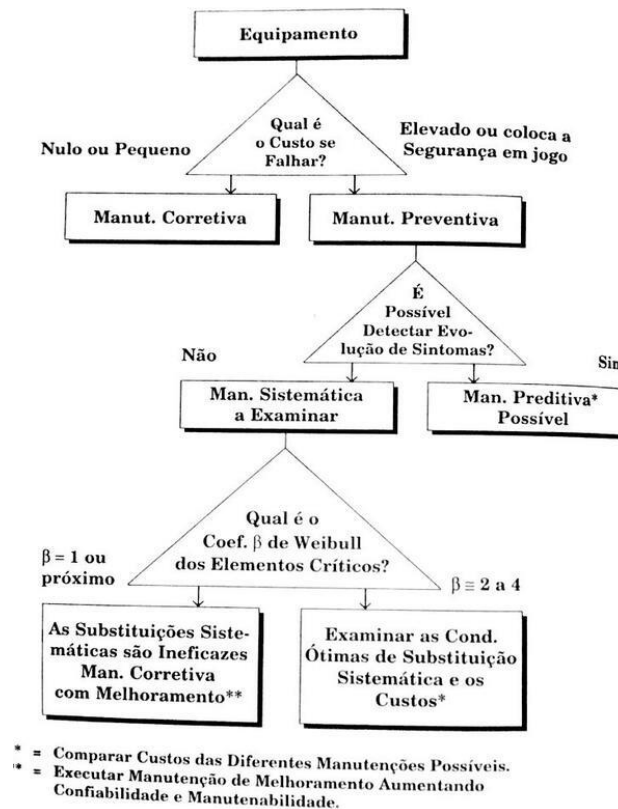 Equipamento
Qual é
o Custo se
Falhar?
Nulo ou Pequeno
Elevado ou coloca a
Segurança em jogo
Manut. Corretiva
Manut. Preventiva
É
Possível
Detectar Evo-
lução de Sintomas?
Não
Sim
Man. Sistemática
a Examinar
Man. Preditiva*
Possível
Qual é o
Coef. β de Weibull
dos Elementos Críticos?
β = 1 ou
próximo
β ≅ 2 a 4
As Substituições Siste-
máticas são Ineficazes
Man. Corretiva
com Melhoramento**
Examinar as Cond.
Ótimas de Substituição
Sistemática e os
Custos*
* = Comparar Custos das Diferentes Manutenções Possíveis.
** = Executar Manutenção de Melhoramento Aumentando
Confiabilidade e Manutenabilidade.